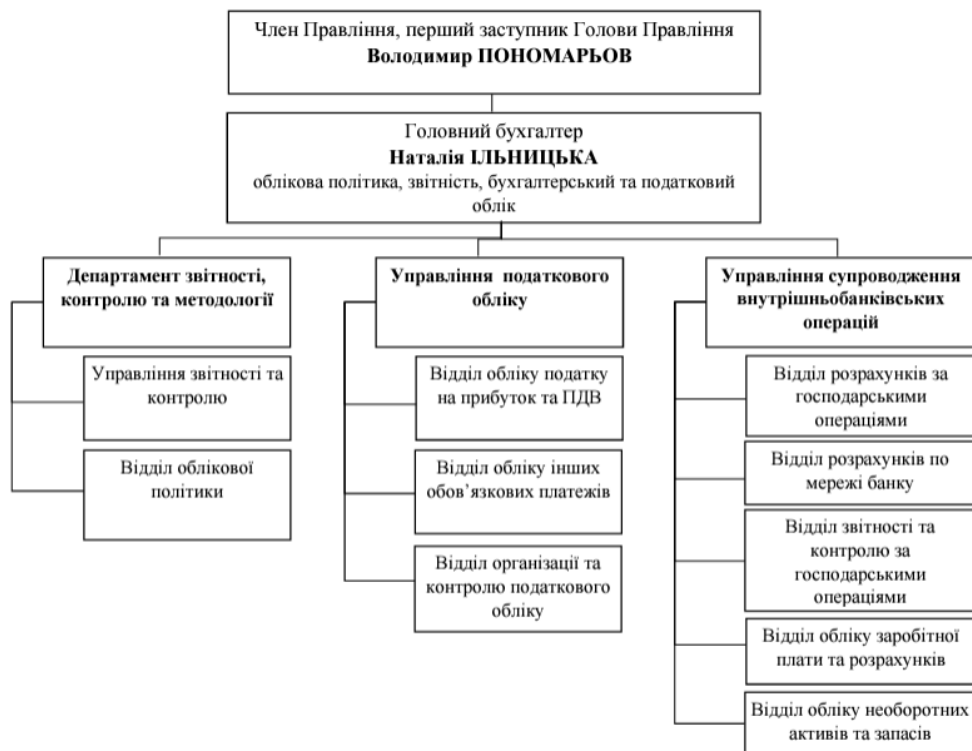 Член Правління, перший заступник Голови Правління
Володимир ПОНОМАРЬОВ
Головний бухгалтер
Наталія ІЛЬНИЦЬКА
облікова політика, звітність, бухгалтерський та податковий
облік
Департамент звітності,
контролю та методології
Управління звітності та
контролю
Відділ облікової
політики
Управління податкового
обліку
Відділ обліку податку
на прибуток та ПДВ
Відділ обліку інших
обов’язкових платежів
Відділ організації та
контролю податкового
обліку
Управління супроводження
внутрішньобанківських
операцій
Відділ розрахунків за
господарськими
операціями
Відділ розрахунків по
мережі банку
Відділ звітності та
контролю за
господарськими
операціями
Відділ обліку заробітної
плати та розрахунків
Відділ обліку необоротних
активів та запасів